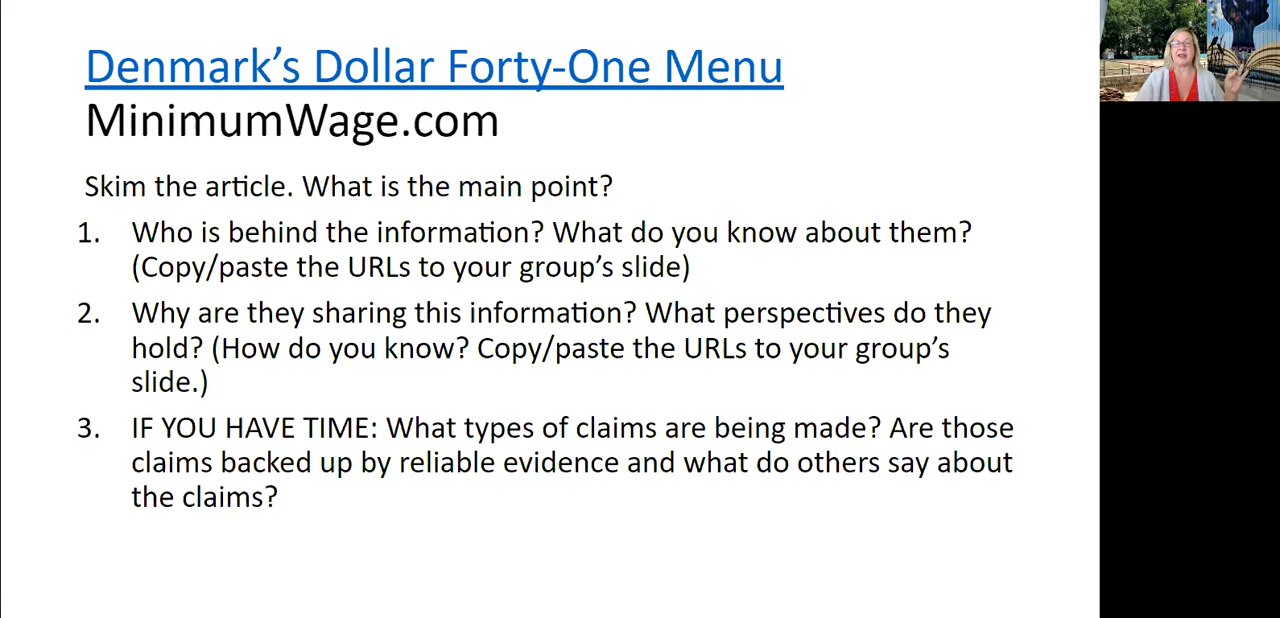 Denmark's Dollar Forty-One Menu
MinimumWage.com
Skim the article. What is the main point?
1. Who is behind the information? What do you know about them?
(Copy/paste the URLs to your group's slide)
2. Why are they sharing this information? What perspectives do they
hold? (How do you know? Copy/paste the URLs to your group's
slide.)
3. IF YOU HAVE TIME: What types of claims are being made? Are those
claims backed up by reliable evidence and what do others say about
the claims?